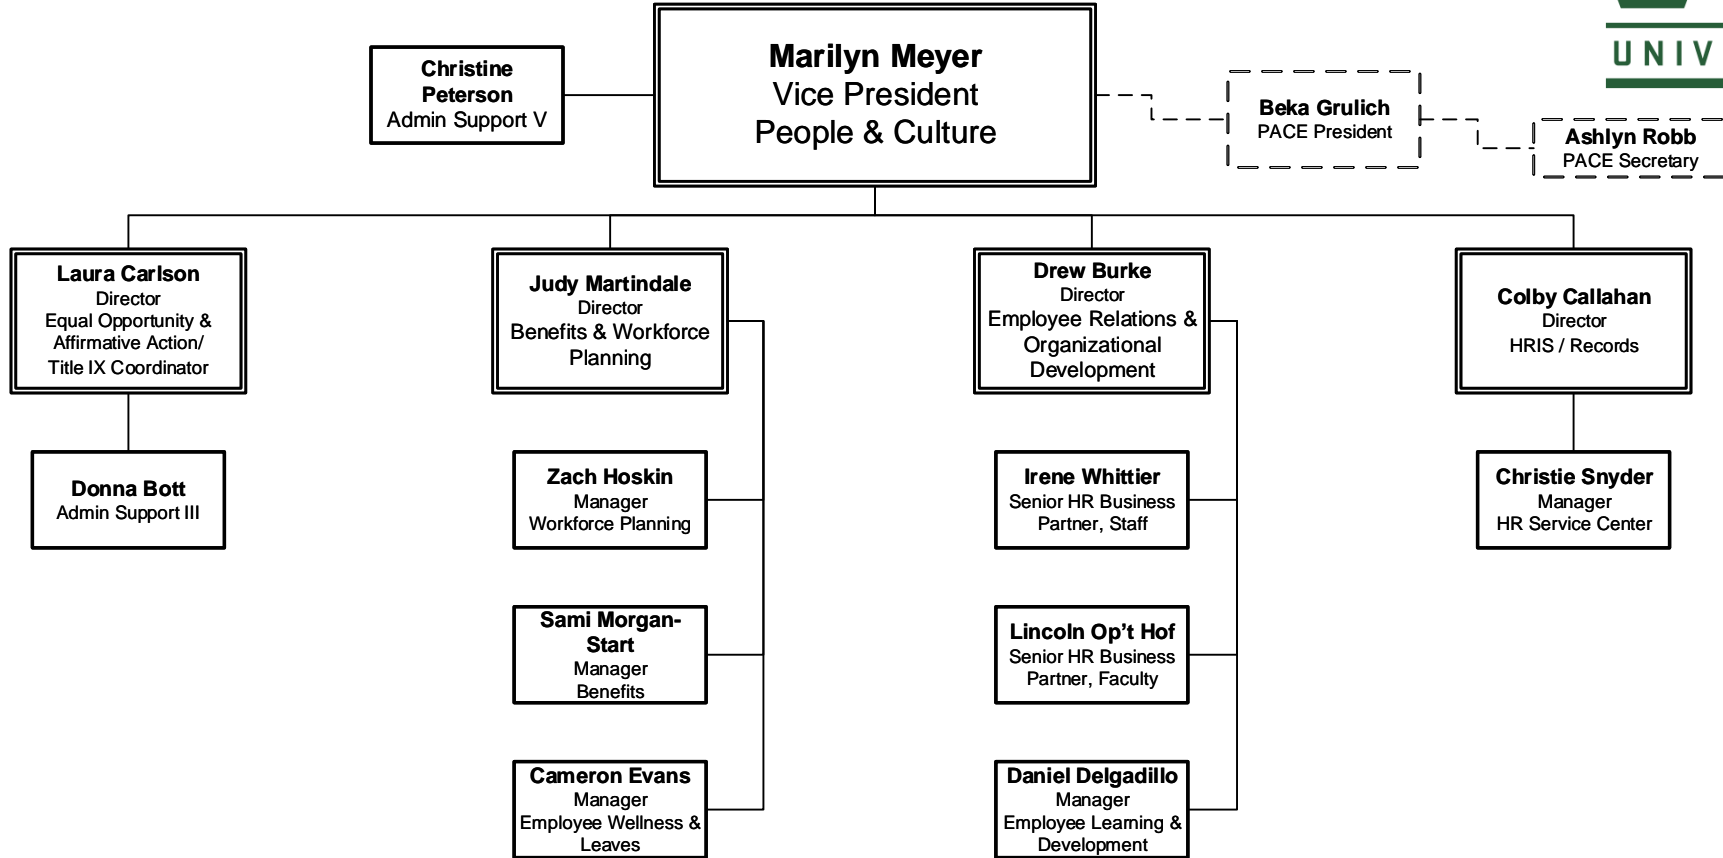 Marilyn Meyer
Vice President
People & Culture
Christine
Peterson
Admin Support V
Beka Grulich
PACE President
Ashlyn Robb
PACE Secretary
UNIV
Laura Carlson
Director
Equal Opportunity &
Affirmative Action/
Title IX Coordinator
Judy Martindale
Director
Benefits & Workforce
Planning
Drew Burke
Director
Employee Relations &
Organizational
Development
Colby Callahan
Director
HRIS / Records
Donna Bott
Admin Support III
Zach Hoskin
Manager
Workforce Planning
Irene Whittier
Senior HR Business
Partner, Staff
Christie Snyder
Manager
HR Service Center
Sami Morgan-
Start
Manager
Benefits
Lincoln Op't Hof
Senior HR Business
Partner, Faculty
Cameron Evans
Manager
Employee Wellness &
Leaves
Daniel Delgadillo
Manager
Employee Learning &
Development